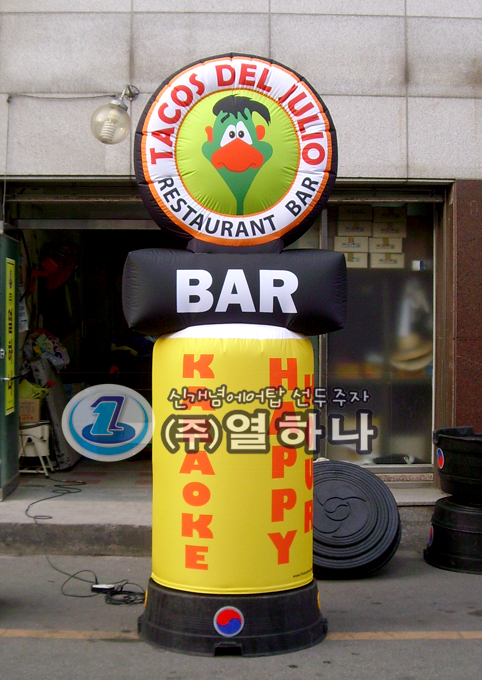 TACOS DEL JULIO
RESTAURANT BAR
BAR
KARAOKE
HAPPY
신개념에어탑 선두주자
1
(주)열하나